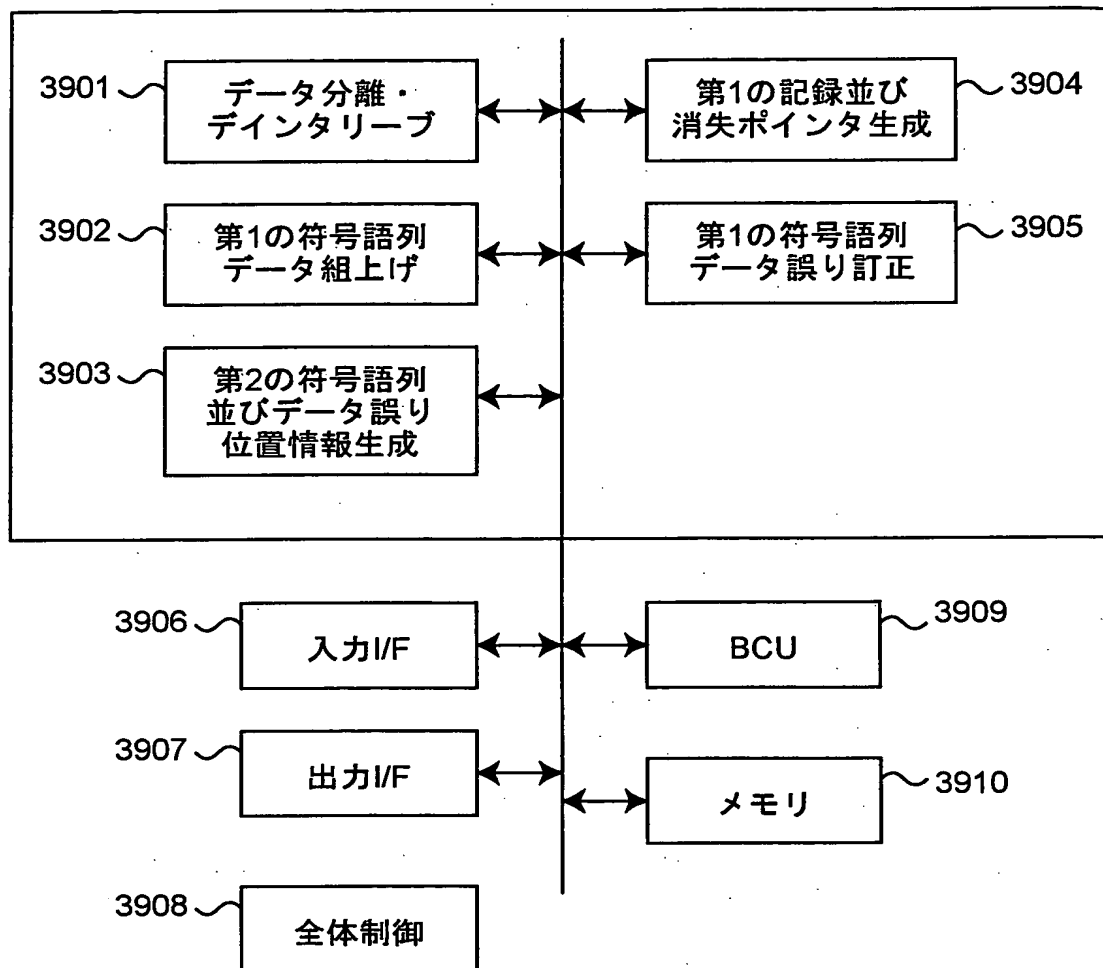 3901
データ分離・
デインタリーブ
第1の記録並び
消失ポインタ生成
3904
3902
第1の符号語列
データ組上げ
第1の符号語列
データ誤り訂正
3905
3903
第2の符号語列
並びデータ誤り
位置情報生成
3906
入力I/F
BCU
3909
3907
出力I/F
メモリ
3910
3908
全体制御